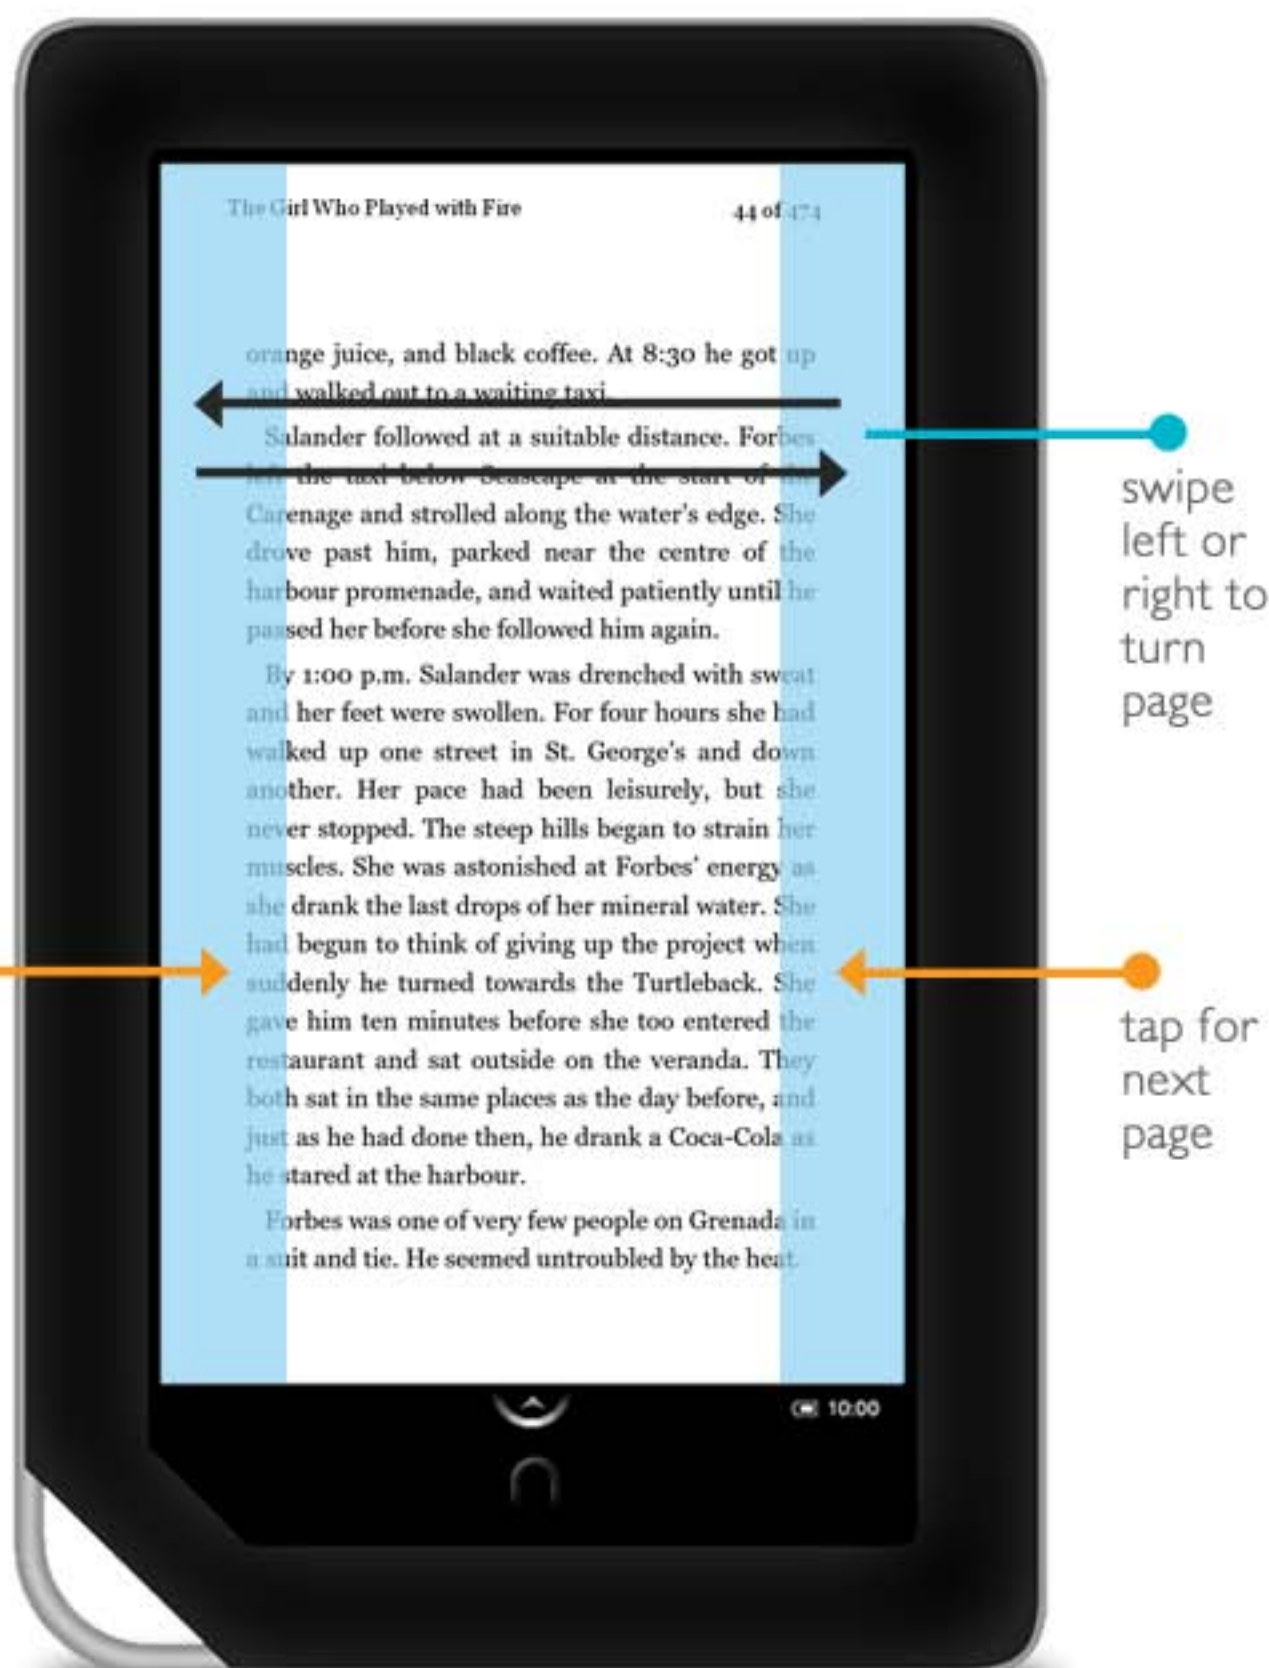 The Girl Who Played with Fire 44 of 474
orange juice, and black coffee. At 8:30 he got up
and walked out to a waiting taxi.
Salander followed at a suitable distance. Forbes
left the taxi below Seascape at the start of the
Carenage and strolled along the water's edge. She
drove past him, parked near the centre of the
harbour promenade, and waited patiently until he
passed her before she followed him again.
By 1:00 p.m. Salander was drenched with sweat
and her feet were swollen. For four hours she had
walked up one street in St. George's and down
another. Her pace had been leisurely, but she
never stopped. The steep hills began to strain her
muscles. She was astonished at Forbes' energy as
she drank the last drops of her mineral water. She
had begun to think of giving up the project when
suddenly he turned towards the Turtleback. She
gave him ten minutes before she too entered the
restaurant and sat outside on the veranda. They
both sat in the same places as the day before, and
just as he had done then, he drank a Coca-Cola as
he stared at the harbour.
Forbes was one of very few people on Grenada in
a suit and tie. He seemed untroubled by the heat.
10:00
swipe
left or
right to
turn
page
tap for
next
page